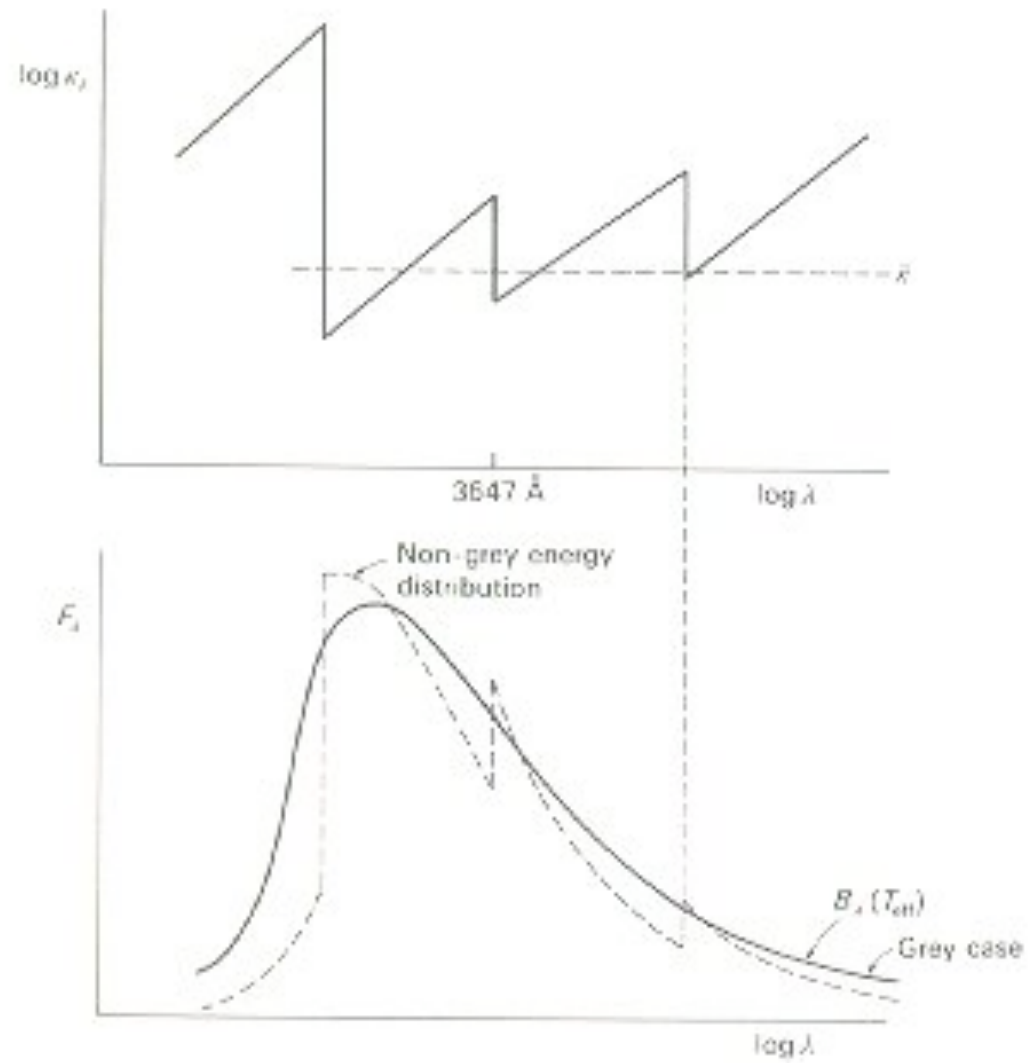 log κλ
κ̄
3647 Å
log λ
Non-grey energy
distribution
Fλ
Bλ (Teff)
Grey case
log λ